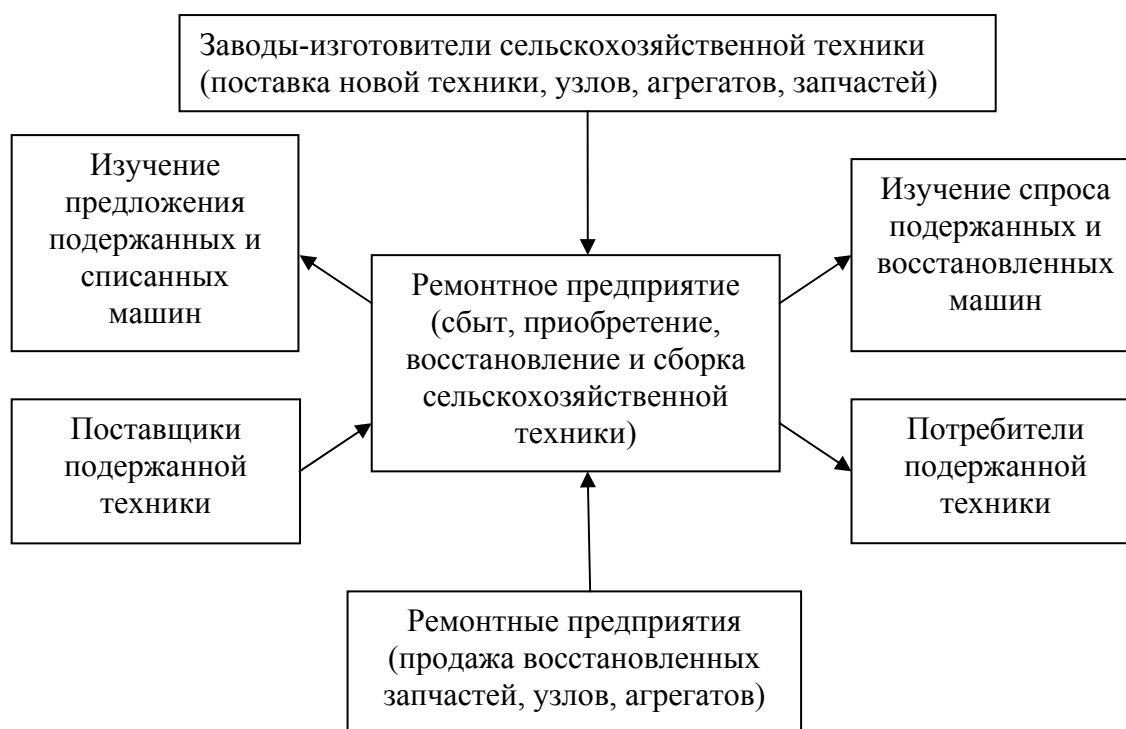 Заводы-изготовители сельскохозяйственной техники
(поставка новой техники, узлов, агрегатов, запчастей)
Изучение
предложения
подержанных и
списанных
машин
Изучение спроса
подержанных и
восстановленных
машин
Ремонтное предприятие
(сбыт, приобретение,
восстановление и сборка
сельскохозяйственной
техники)
Поставщики
подержанной
техники
Потребители
подержанной
техники
Ремонтные предприятия
(продажа восстановленных
запчастей, узлов, агрегатов)